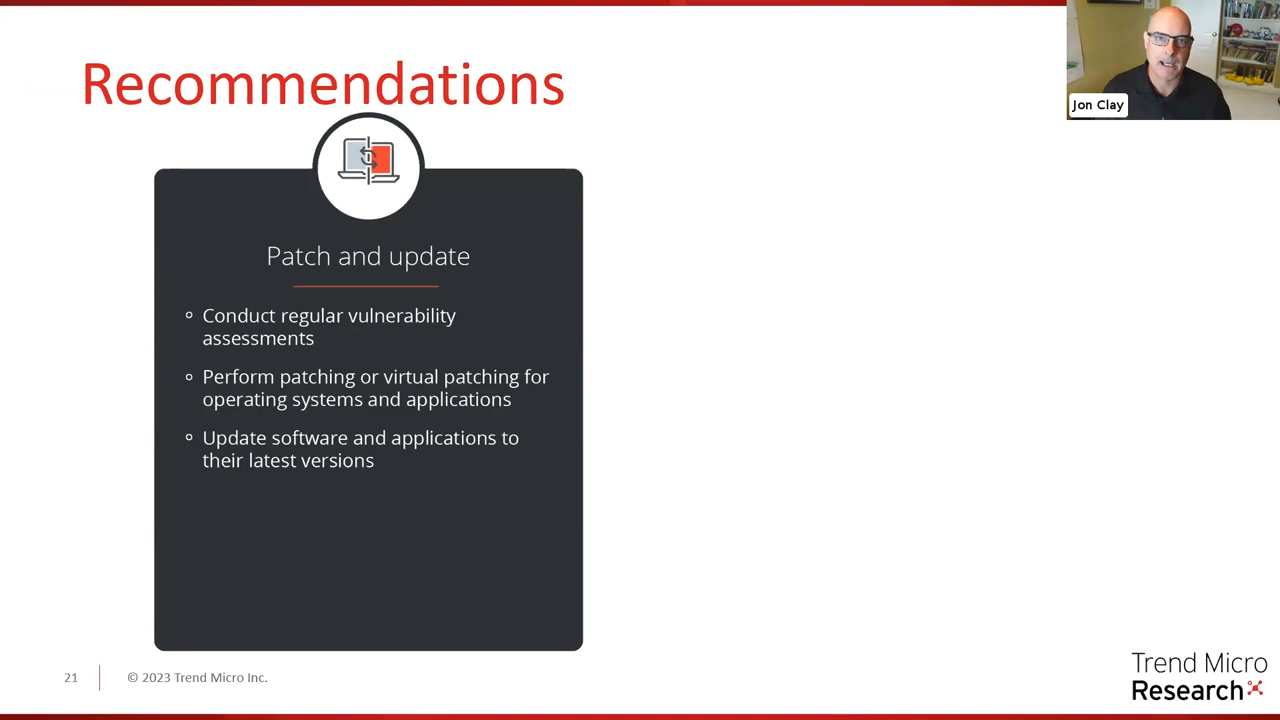 Recommendations
Jon Clay
Patch and update
Conduct regular vulnerability
assessments
Perform patching or virtual patching for
operating systems and applications
Update software and applications to
their latest versions
21
© 2023 Trend Micro Inc.
Trend Micro
Research